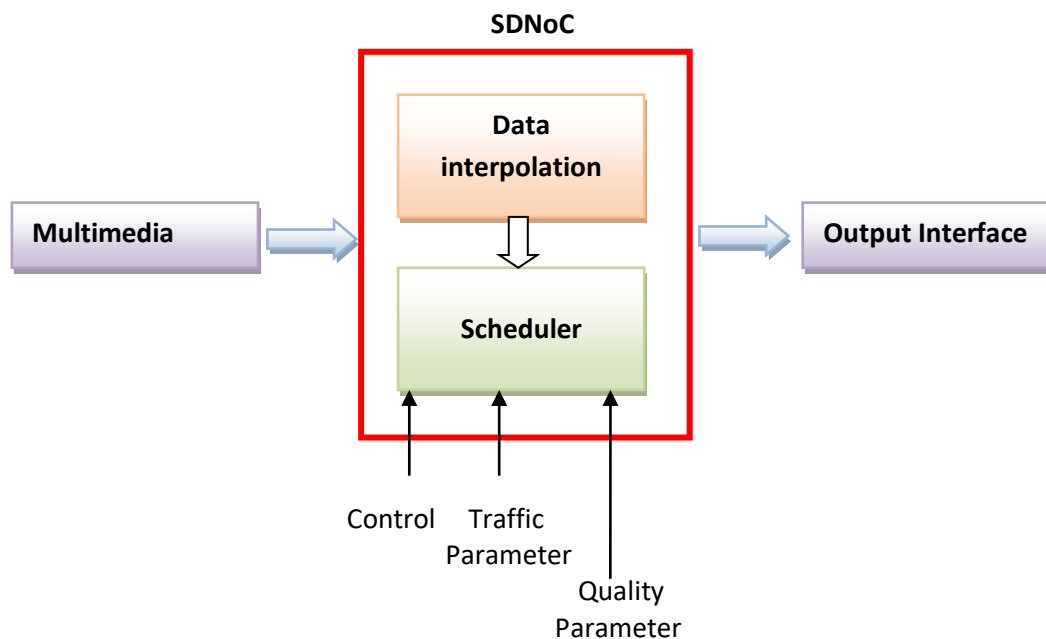 SDNoC
Data
interpolation
Multimedia
Output Interface
Scheduler
Control
Traffic
Parameter
Quality
Parameter